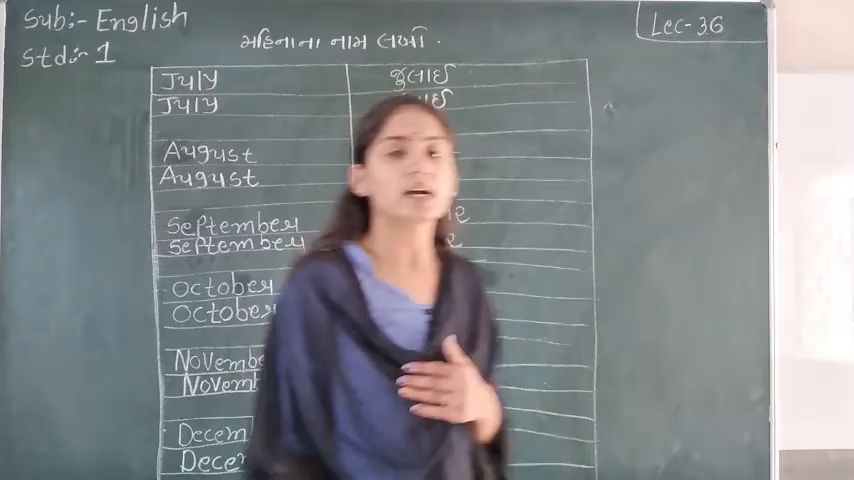 Sub:- English
Std:- 1
Lec- 36
મહિનાના નામ લખો.
July જુલાઈ
July
August
August
September
September
October
October